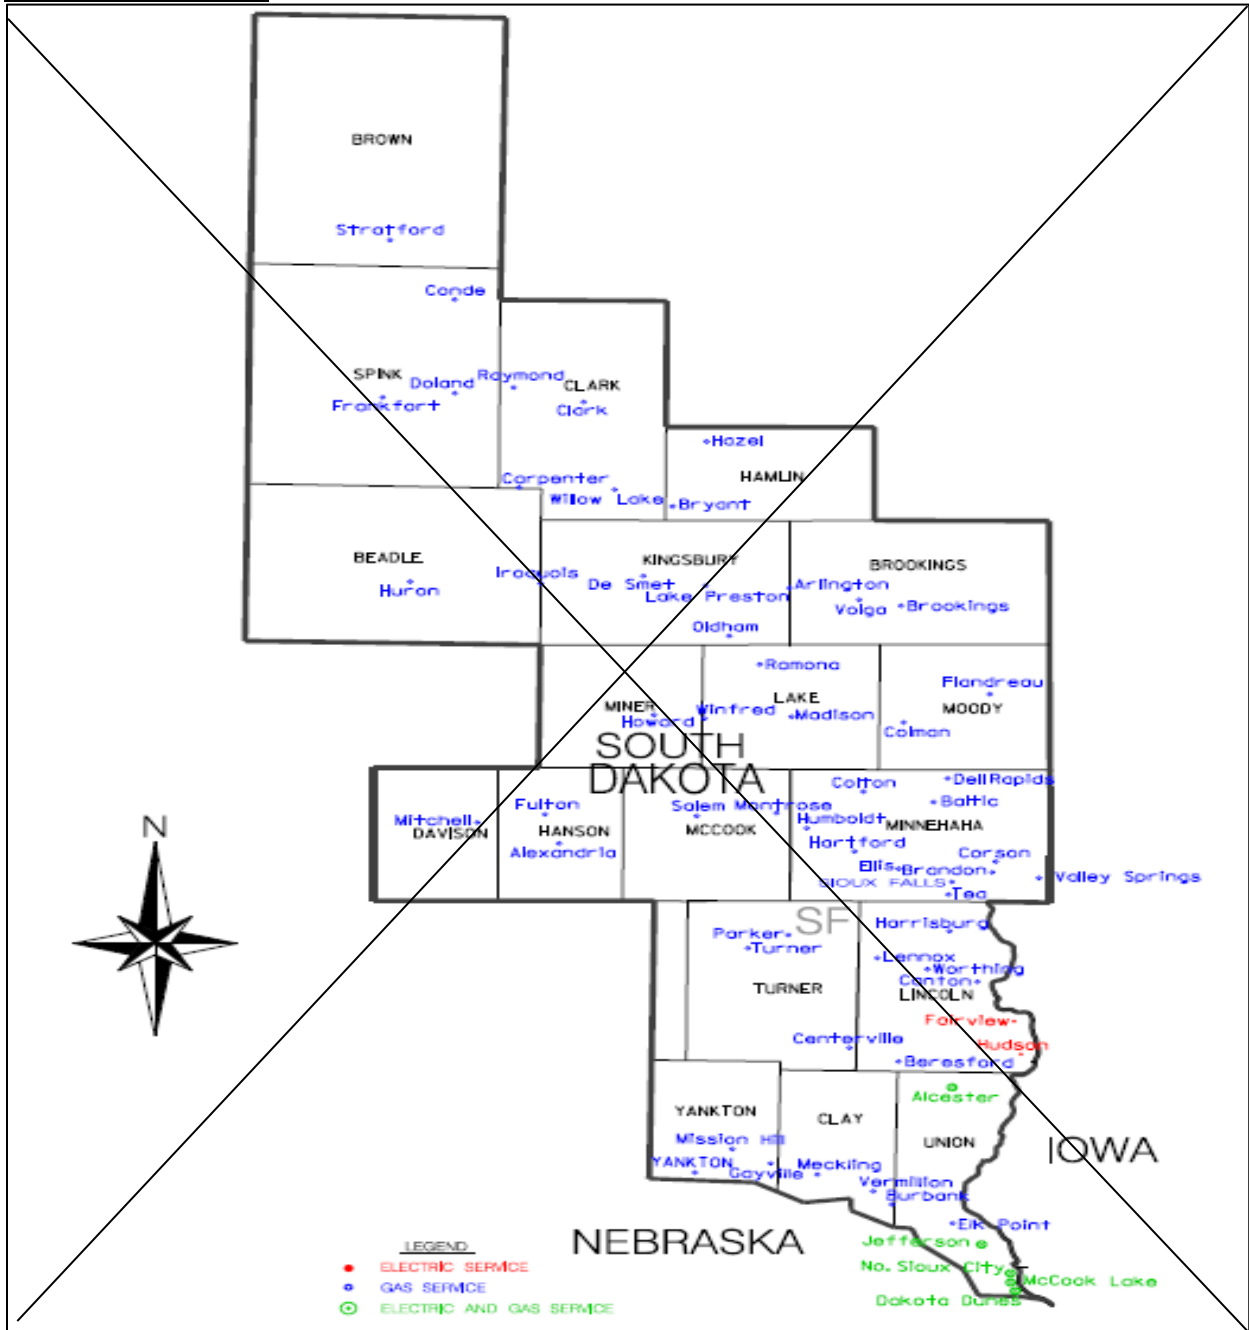 BROWN
Stratford
Conde
SPINK
Doland
Raymond
CLARK
Frankfort
Clark
Hazel
HAMLIN
Carpenter
Willow Lake
Bryant
BEADLE
KINGSBURY
BROOKINGS
Iroquois
Huron
De Smet
Arlington
Lake Preston
Volga
Brookings
Oldham
Ramona
Flandreau
LAKE
MINER
MOODY
Winfred
Madison
Howard
Colman
SOUTH
DAKOTA
Colton
Dell Rapids
Baltic
Fulton
Salem
Montrose
Mitchell
Humboldt
DAVISON
HANSON
MCCOOK
MINNEHAHA
Hartford
Alexandria
Corson
Ellis
Brandon
Valley Springs
SIOUX FALLS
Tea
N
SF
Harrisburg
Parker
Turner
Lennox
Worthing
Canton
TURNER
LINCOLN
Fairview
Centerville
Hudson
Beresford
Alcester
YANKTON
CLAY
UNION
IOWA
Mission Hill
YANKTON
Gayville
Meckling
Vermillion
Burbank
Elk Point
NEBRASKA
Jefferson
No. Sioux City
McCook Lake
Dakota Dunes
LEGEND
ELECTRIC SERVICE
GAS SERVICE
ELECTRIC AND GAS SERVICE